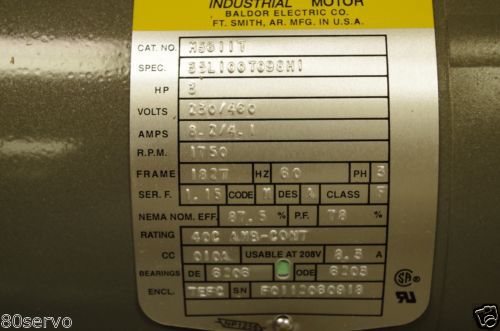 INDUSTRIAL MOTOR
BALDOR ELECTRIC CO.
FT. SMITH, AR. MFG. IN U.S.A.
CAT. NO. M3611T
SPEC. 35L166T098H1
HP 3
VOLTS 230/460
AMPS 8.2/4.1
R.P.M. 1750
FRAME 182T HZ 60 PH 3
SER. F. 1.15 CODE DES CLASS F
NEMA NOM. EFF. 87.5 % P.F. 78 %
RATING 40C AMB-CONT
CC 010A USABLE AT 208V 8.5 A
BEARINGS DE 6206 ODE 6205
ENCL. TEFC SN F0112080918
80servo